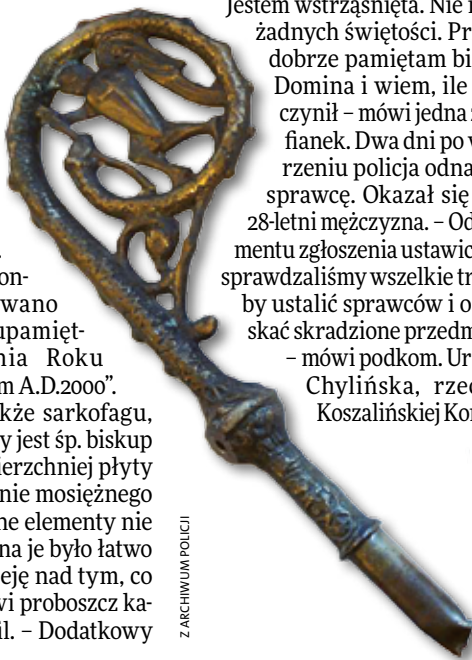 on-
wano
upamięt-
nia Roku
m A.D.2000”.
kże sarkofagu,
y jest śp. biskup
ierzchniej płyty
nie mosiężnego
ne elementy nie
na je było łatwo
eję nad tym, co
wi proboszcz ka-
il. – Dodatkowy
Jestem wstrząśnięta. Nie
żadnych świętości. Pr
dobrze pamiętam bi
Domina i wiem, ile
czynił – mówi jedna
fianek. Dwa dni po
rzeniu policja odna
sprawcę. Okazał się
28-letni mężczyzna. – Od
mentu zgłoszenia ustawic
sprawdzaliśmy wszelkie tr
by ustalić sprawców i o
skać skradzione przedm
– mówi podkom. Ur
Chylińska, rzec
Koszalińskiej Kor
Z ARCHIWUM POLICJI